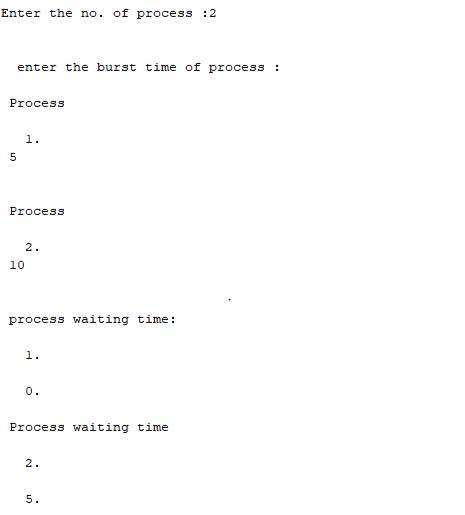 Enter the no. of process :2
enter the burst time of process :
Process
1.
5
Process
2.
10
process waiting time:
1.
0.
Process waiting time
2.
5.